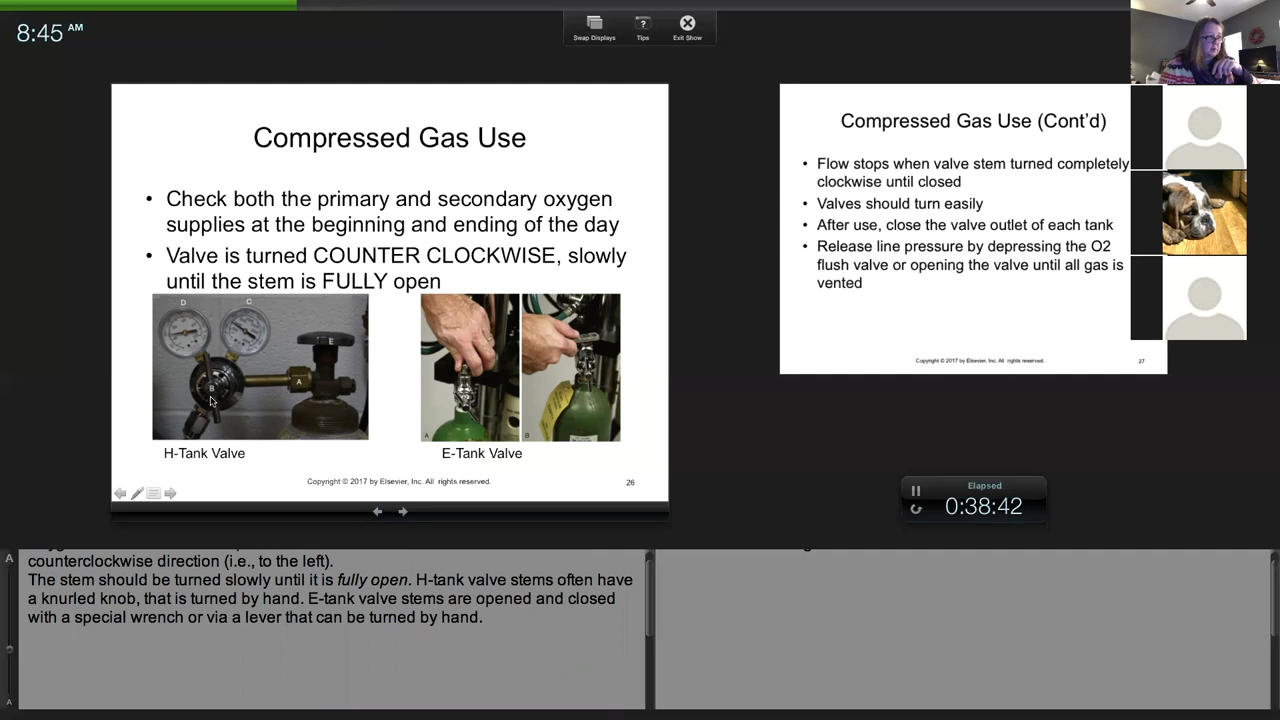 8:45 AM
Swap Displays
Tips
Exit Show
Compressed Gas Use
• Check both the primary and secondary oxygen
supplies at the beginning and ending of the day
• Valve is turned COUNTER CLOCKWISE, slowly
until the stem is FULLY open
D
C
E
A
B
A
B
H-Tank Valve
E-Tank Valve
Copyright © 2017 by Elsevier, Inc. All rights reserved.
26
Compressed Gas Use (Cont'd)
• Flow stops when valve stem turned completely
clockwise until closed
• Valves should turn easily
• After use, close the valve outlet of each tank
• Release line pressure by depressing the O2
flush valve or opening the valve until all gas is
vented
Copyright © 2017 by Elsevier, Inc. All rights reserved.
27
Elapsed
0:38:42
A
counterclockwise direction (i.e., to the left).
The stem should be turned slowly until it is fully open. H-tank valve stems often have
a knurled knob, that is turned by hand. E-tank valve stems are opened and closed
with a special wrench or via a lever that can be turned by hand.
A